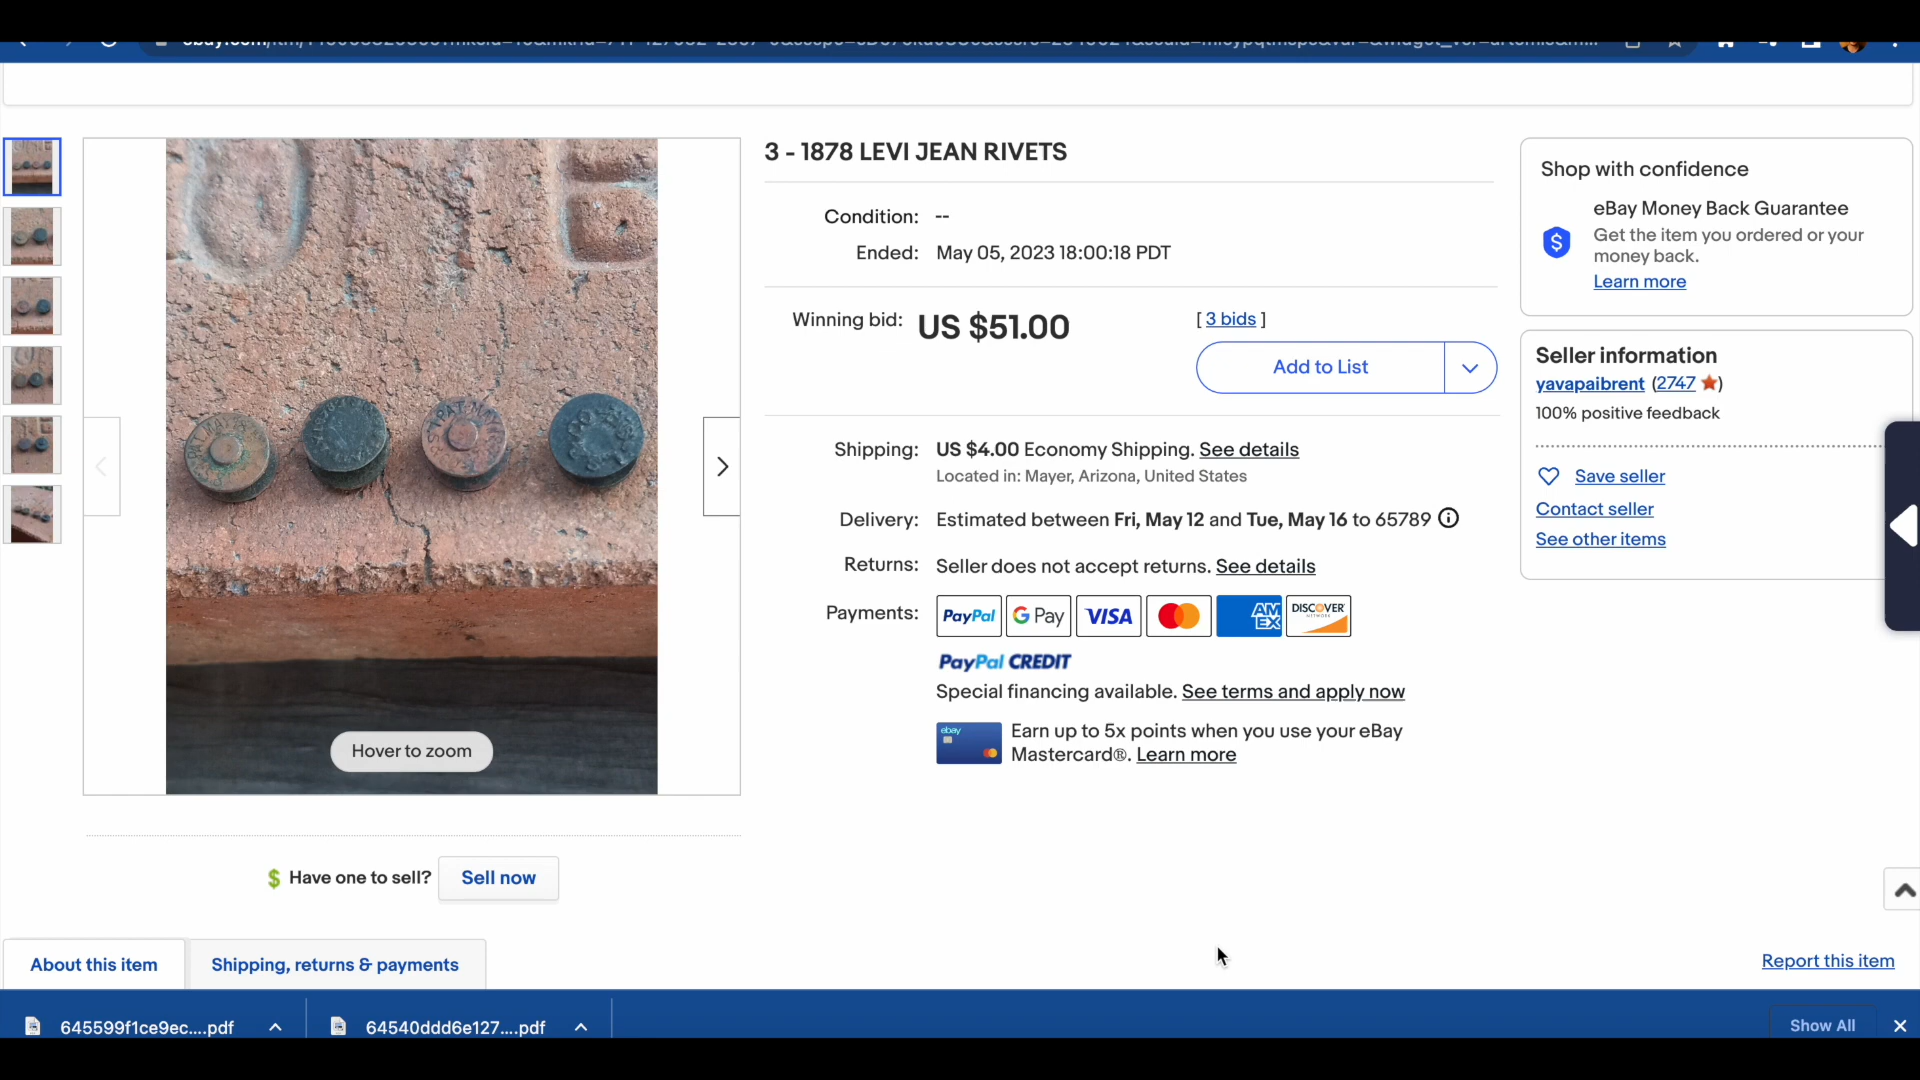 3 - 1878 LEVI JEAN RIVETS
Condition: --
Ended: May 05, 2023 18:00:18 PDT
Winning bid: US $51.00
[ 3 bids ]
Add to List
Shipping: US $4.00 Economy Shipping. See details
Located in: Mayer, Arizona, United States
Delivery: Estimated between Fri, May 12 and Tue, May 16 to 65789
Returns: Seller does not accept returns. See details
Payments:
PayPal
G Pay
VISA
AM EX
DISCOVER
NETWORK
PayPal CREDIT
Special financing available. See terms and apply now
ebay
Earn up to 5x points when you use your eBay
Mastercard®. Learn more
Shop with confidence
$
eBay Money Back Guarantee
Get the item you ordered or your
money back.
Learn more
Seller information
yavapaibrent (2747)
100% positive feedback
Save seller
Contact seller
See other items
Hover to zoom
$ Have one to sell? Sell now
About this item
Shipping, returns & payments
Report this item
645599f1ce9ec....pdf
64540ddd6e127....pdf
Show All